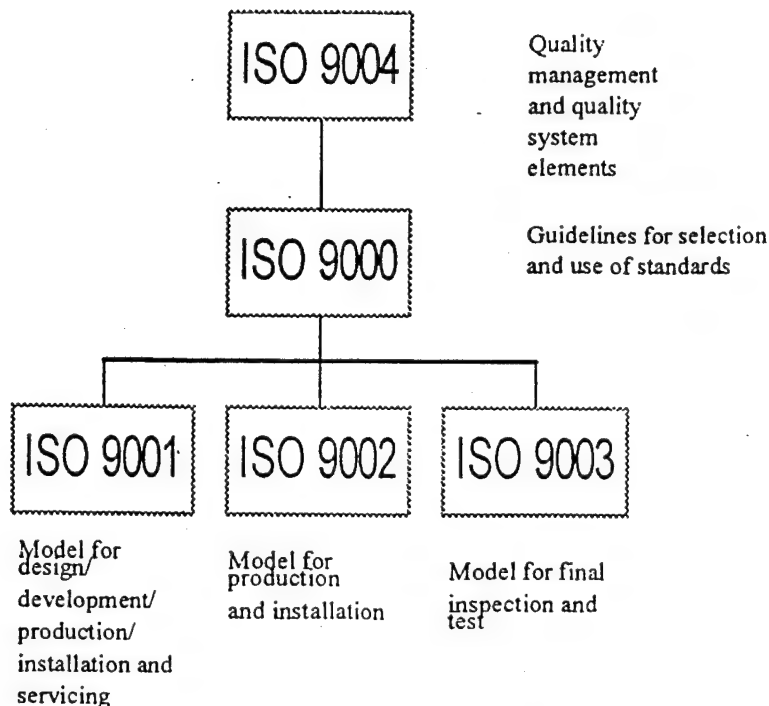 ISO 9004
Quality
management
and quality
system
elements
ISO 9000
Guidelines for selection
and use of standards
ISO 9001
Model for
design/
development/
production/
installation and
servicing
ISO 9002
Model for
production
and installation
ISO 9003
Model for final
inspection and
test